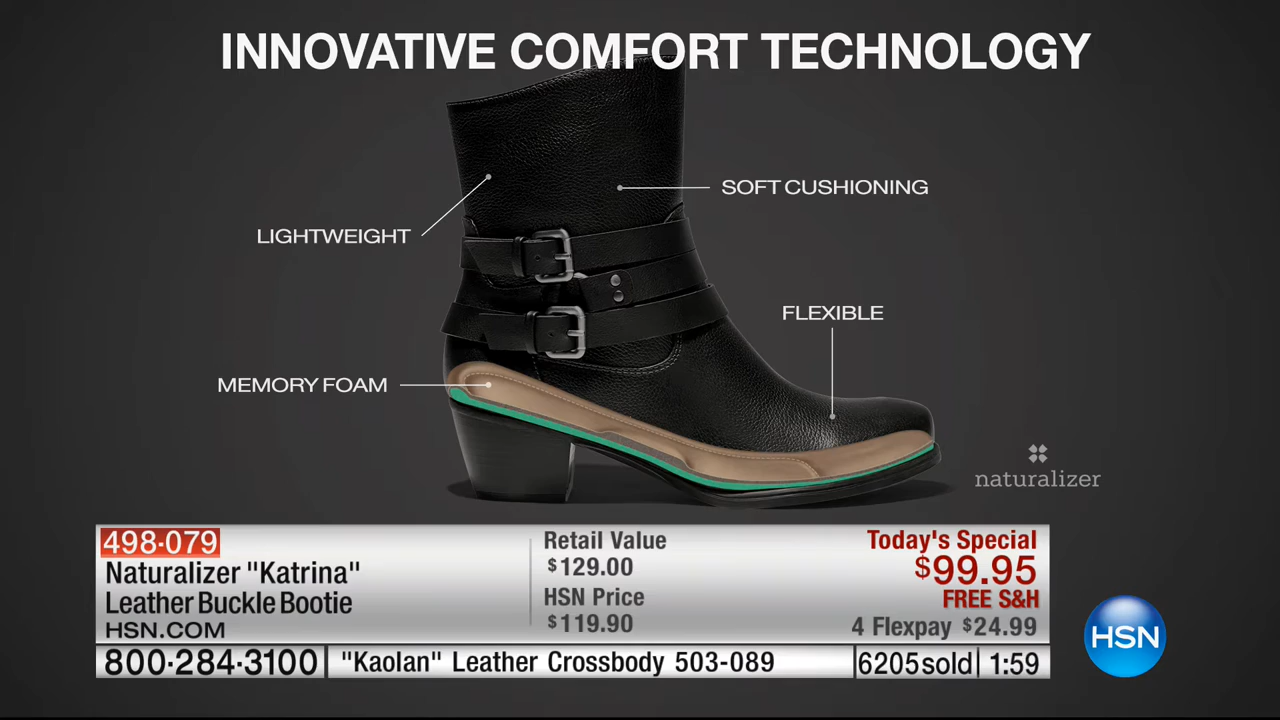 INNOVATIVE COMFORT TECHNOLOGY
SOFT CUSHIONING
LIGHTWEIGHT
FLEXIBLE
MEMORY FOAM
naturalizer
498·079
Naturalizer "Katrina"
Leather Buckle Bootie
HSN.COM
Retail Value
$129.00
HSN Price
$119.90
Today's Special
$99.95
FREE S&H
4 Flexpay $24.99
HSN
800·284·3100
"Kaolan" Leather Crossbody 503-089
6205sold
1:59